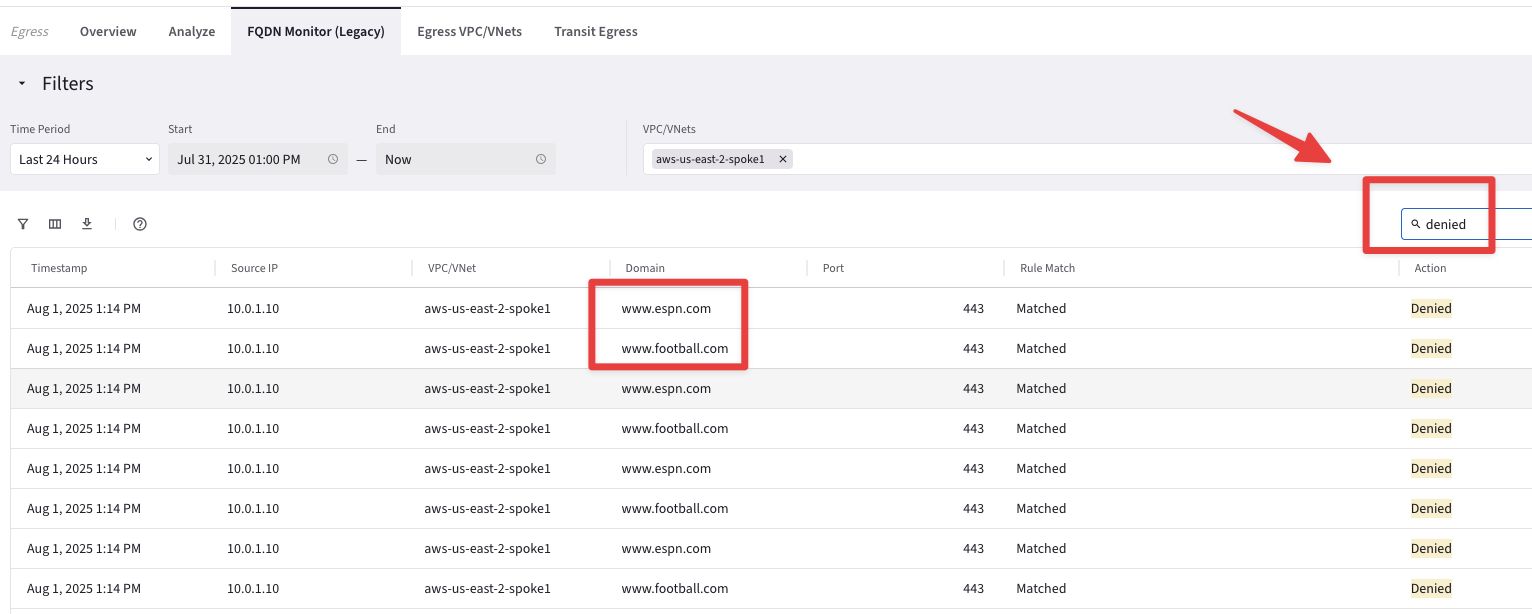 Egress Overview Analyze FQDN Monitor (Legacy) Egress VPC/VNets Transit Egress
Filters
Time Period Start End VPC/VNets
Last 24 Hours Jul 31, 2025 01:00 PM — Now aws-us-east-2-spoke1 ×
denied
Timestamp Source IP VPC/VNet Domain Port Rule Match Action
Aug 1, 2025 1:14 PM 10.0.1.10 aws-us-east-2-spoke1 www.espn.com 443 Matched Denied
Aug 1, 2025 1:14 PM 10.0.1.10 aws-us-east-2-spoke1 www.football.com 443 Matched Denied
Aug 1, 2025 1:14 PM 10.0.1.10 aws-us-east-2-spoke1 www.espn.com 443 Matched Denied
Aug 1, 2025 1:14 PM 10.0.1.10 aws-us-east-2-spoke1 www.football.com 443 Matched Denied
Aug 1, 2025 1:14 PM 10.0.1.10 aws-us-east-2-spoke1 www.espn.com 443 Matched Denied
Aug 1, 2025 1:14 PM 10.0.1.10 aws-us-east-2-spoke1 www.football.com 443 Matched Denied
Aug 1, 2025 1:14 PM 10.0.1.10 aws-us-east-2-spoke1 www.espn.com 443 Matched Denied
Aug 1, 2025 1:14 PM 10.0.1.10 aws-us-east-2-spoke1 www.football.com 443 Matched Denied